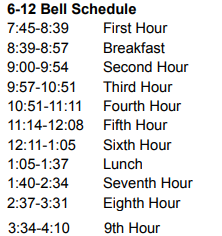 6-12 Bell Schedule
7:45-8:39 First Hour
8:39-8:57 Breakfast
9:00-9:54 Second Hour
9:57-10:51 Third Hour
10:51-11:11 Fourth Hour
11:14-12:08 Fifth Hour
12:11-1:05 Sixth Hour
1:05-1:37 Lunch
1:40-2:34 Seventh Hour
2:37-3:31 Eighth Hour
3:34-4:10 9th Hour